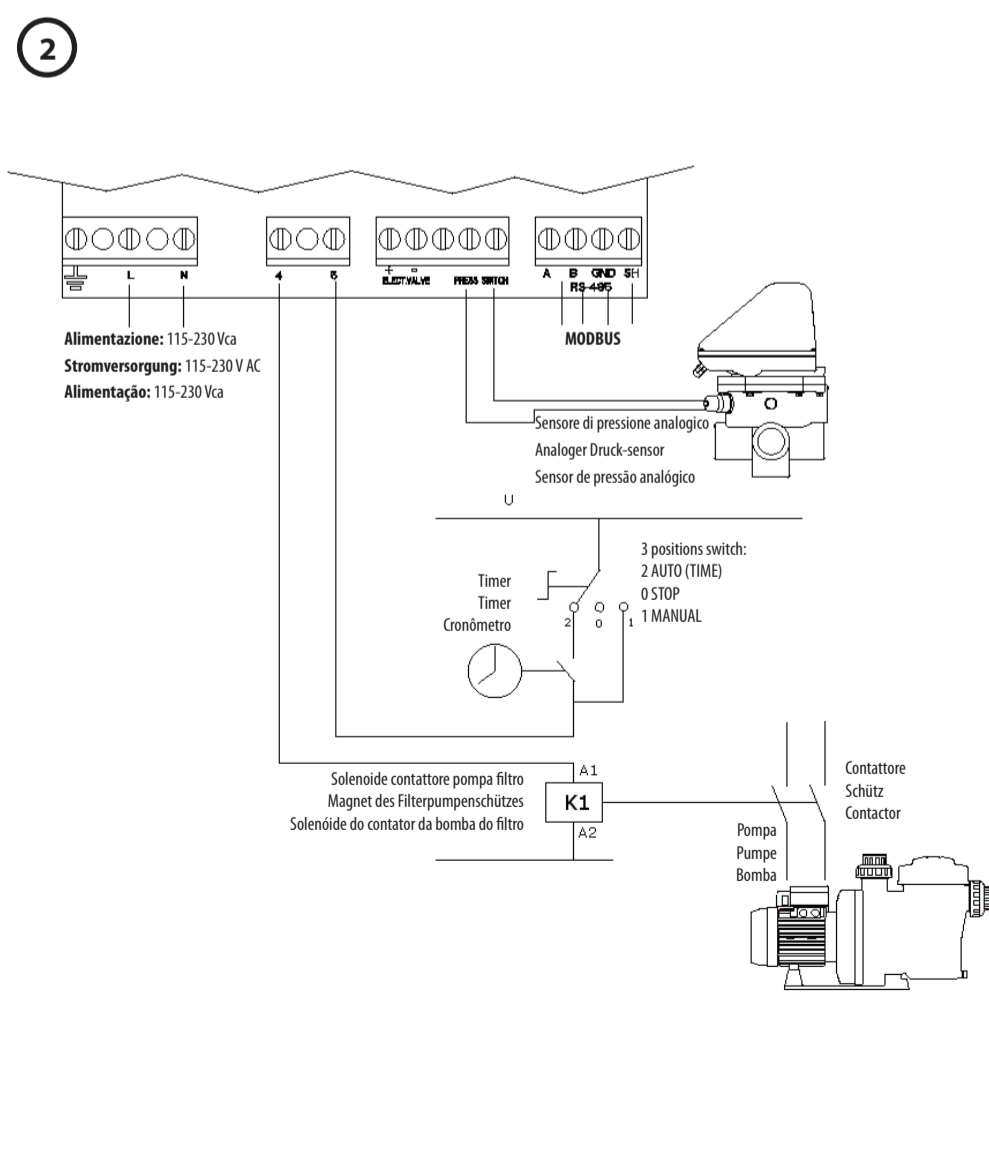 2
L N 4 5 + - ELECT.VALVE PRESS SWITCH A B GND SH
RS-485
Alimentazione: 115-230 Vca
Stromversorgung: 115-230 V AC
Alimentação: 115-230 Vca
MODBUS
Sensore di pressione analogico
Analoger Druck-sensor
Sensor de pressão analógico
U
3 positions switch:
2 AUTO (TIME)
0 STOP
1 MANUAL
Timer
Timer
Cronômetro
2 0 1
A1
K1
A2
Solenoide contattore pompa filtro
Magnet des Filterpumpenschützes
Solenóide do contator da bomba do filtro
Contattore
Schütz
Contactor
Pompa
Pumpe
Bomba